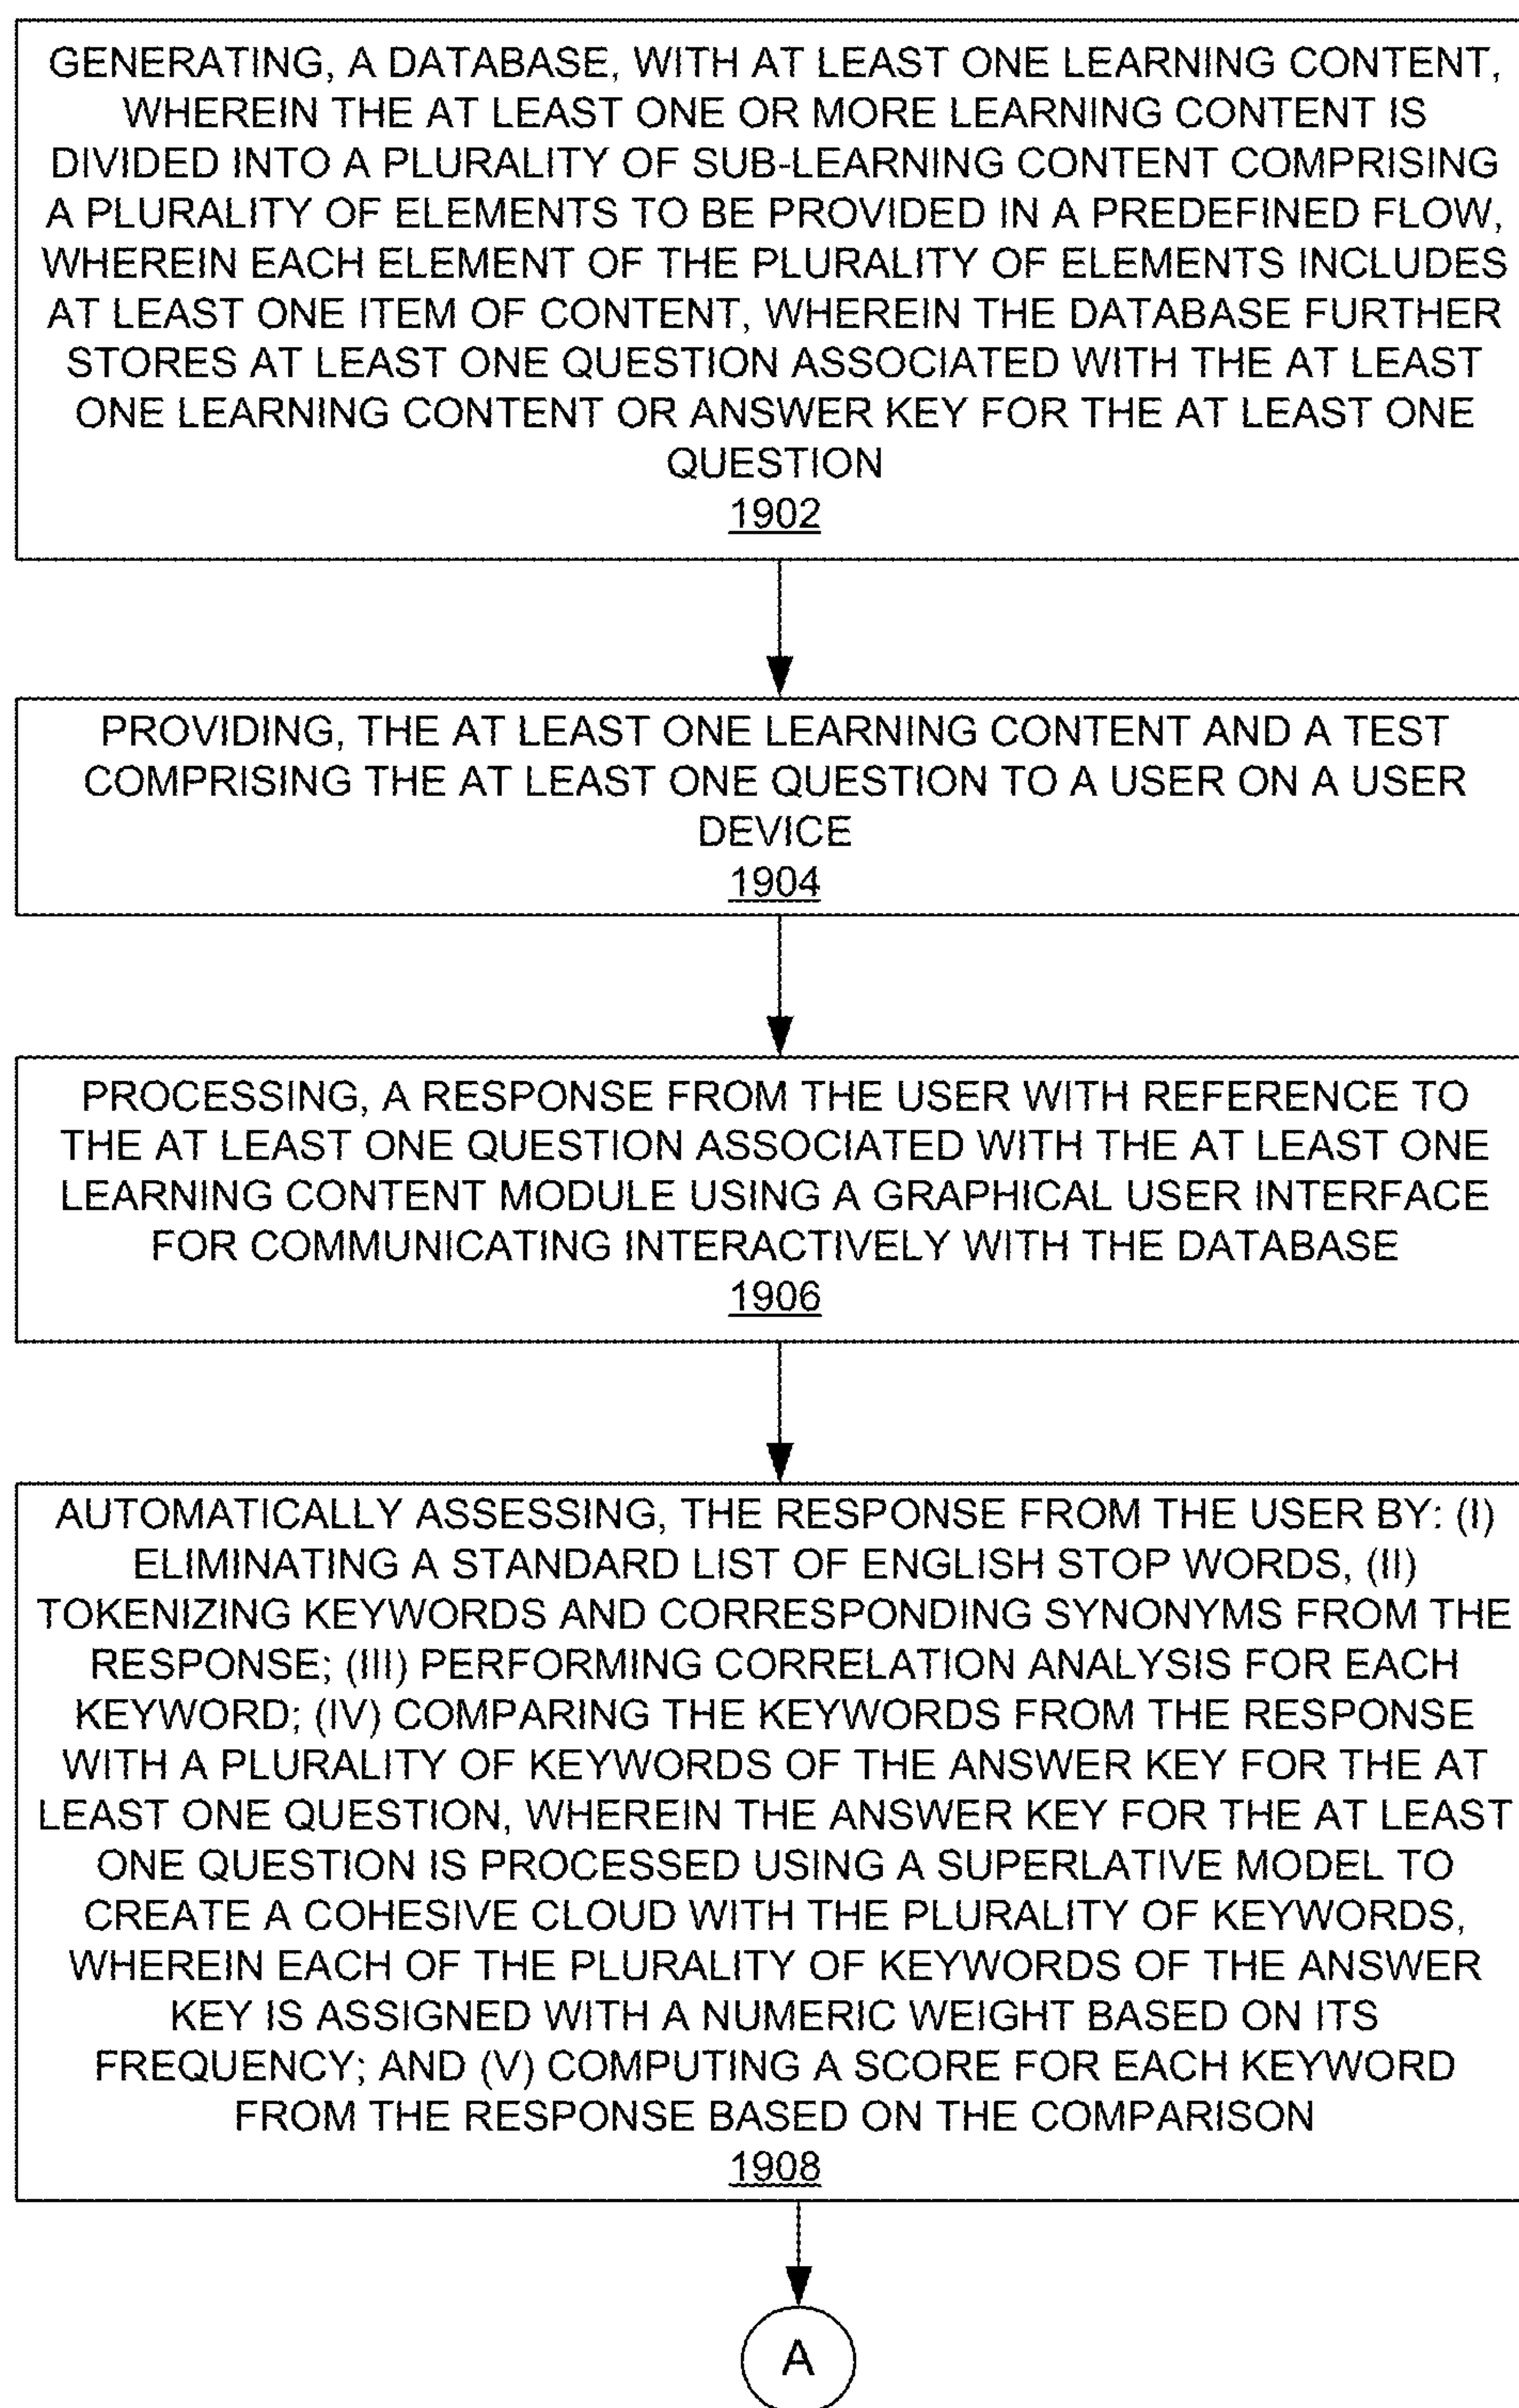 GENERATING, A DATABASE, WITH AT LEAST ONE LEARNING CONTENT,
WHEREIN THE AT LEAST ONE OR MORE LEARNING CONTENT IS
DIVIDED INTO A PLURALITY OF SUB-LEARNING CONTENT COMPRISING
A PLURALITY OF ELEMENTS TO BE PROVIDED IN A PREDEFINED FLOW,
WHEREIN EACH ELEMENT OF THE PLURALITY OF ELEMENTS INCLUDES
AT LEAST ONE ITEM OF CONTENT, WHEREIN THE DATABASE FURTHER
STORES AT LEAST ONE QUESTION ASSOCIATED WITH THE AT LEAST
ONE LEARNING CONTENT OR ANSWER KEY FOR THE AT LEAST ONE
QUESTION
1902
PROVIDING, THE AT LEAST ONE LEARNING CONTENT AND A TEST
COMPRISING THE AT LEAST ONE QUESTION TO A USER ON A USER
DEVICE
1904
PROCESSING, A RESPONSE FROM THE USER WITH REFERENCE TO
THE AT LEAST ONE QUESTION ASSOCIATED WITH THE AT LEAST ONE
LEARNING CONTENT MODULE USING A GRAPHICAL USER INTERFACE
FOR COMMUNICATING INTERACTIVELY WITH THE DATABASE
1906
AUTOMATICALLY ASSESSING, THE RESPONSE FROM THE USER BY: (I)
ELIMINATING A STANDARD LIST OF ENGLISH STOP WORDS, (II)
TOKENIZING KEYWORDS AND CORRESPONDING SYNONYMS FROM THE
RESPONSE; (III) PERFORMING CORRELATION ANALYSIS FOR EACH
KEYWORD; (IV) COMPARING THE KEYWORDS FROM THE RESPONSE
WITH A PLURALITY OF KEYWORDS OF THE ANSWER KEY FOR THE AT
LEAST ONE QUESTION, WHEREIN THE ANSWER KEY FOR THE AT LEAST
ONE QUESTION IS PROCESSED USING A SUPERLATIVE MODEL TO
CREATE A COHESIVE CLOUD WITH THE PLURALITY OF KEYWORDS,
WHEREIN EACH OF THE PLURALITY OF KEYWORDS OF THE ANSWER
KEY IS ASSIGNED WITH A NUMERIC WEIGHT BASED ON ITS
FREQUENCY; AND (V) COMPUTING A SCORE FOR EACH KEYWORD
FROM THE RESPONSE BASED ON THE COMPARISON
1908
A